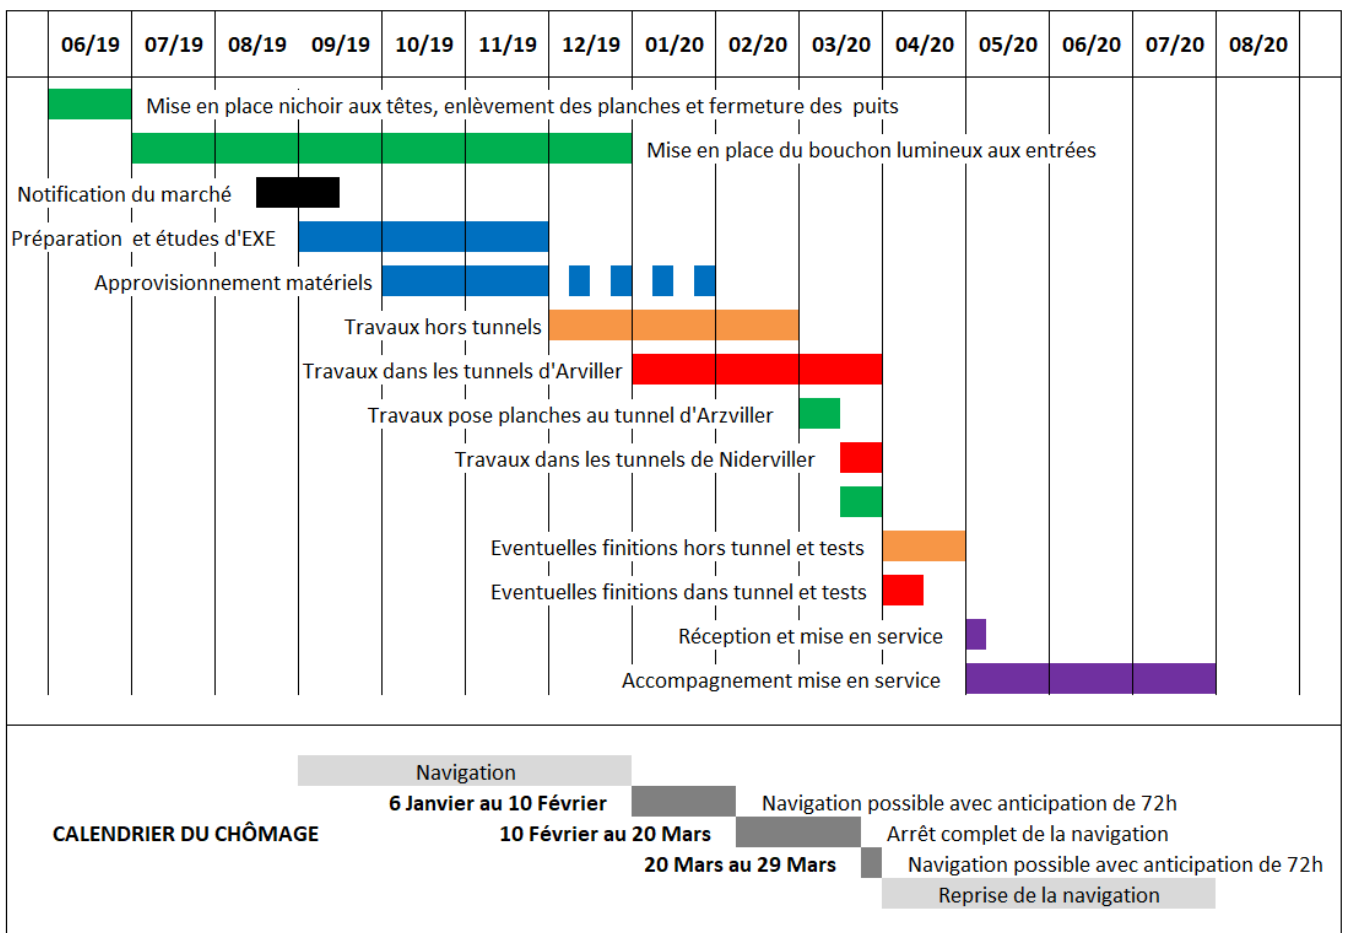 06/19 07/19 08/19 09/19 10/19 11/19 12/19 01/20 02/20 03/20 04/20 05/20 06/20 07/20 08/20
Mise en place nichoir aux têtes, enlèvement des planches et fermeture des puits
Mise en place du bouchon lumineux aux entrées
Notification du marché
Préparation et études d'EXE
Approvisionnement matériels
Travaux hors tunnels
Travaux dans les tunnels d'Arviller
Travaux pose planches au tunnel d'Arzviller
Travaux dans les tunnels de Niderviller
Eventuelles finitions hors tunnel et tests
Eventuelles finitions dans tunnel et tests
Réception et mise en service
Accompagnement mise en service
Navigation
6 Janvier au 10 Février Navigation possible avec anticipation de 72h
CALENDRIER DU CHÔMAGE 10 Février au 20 Mars Arrêt complet de la navigation
20 Mars au 29 Mars Navigation possible avec anticipation de 72h
Reprise de la navigation